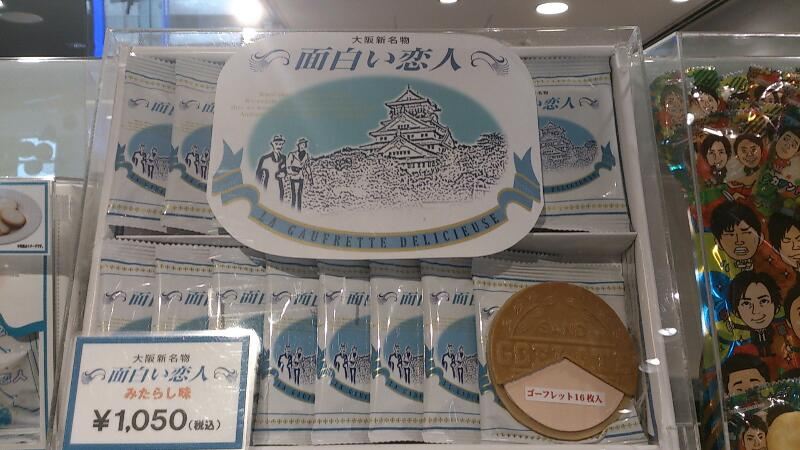 大阪新名物
面白い恋人
LA GAUFRETTE DELICIEUSE
大阪新名物
面白い恋人
みたらし味
¥1,050(税込)
ゴーフレット16枚入